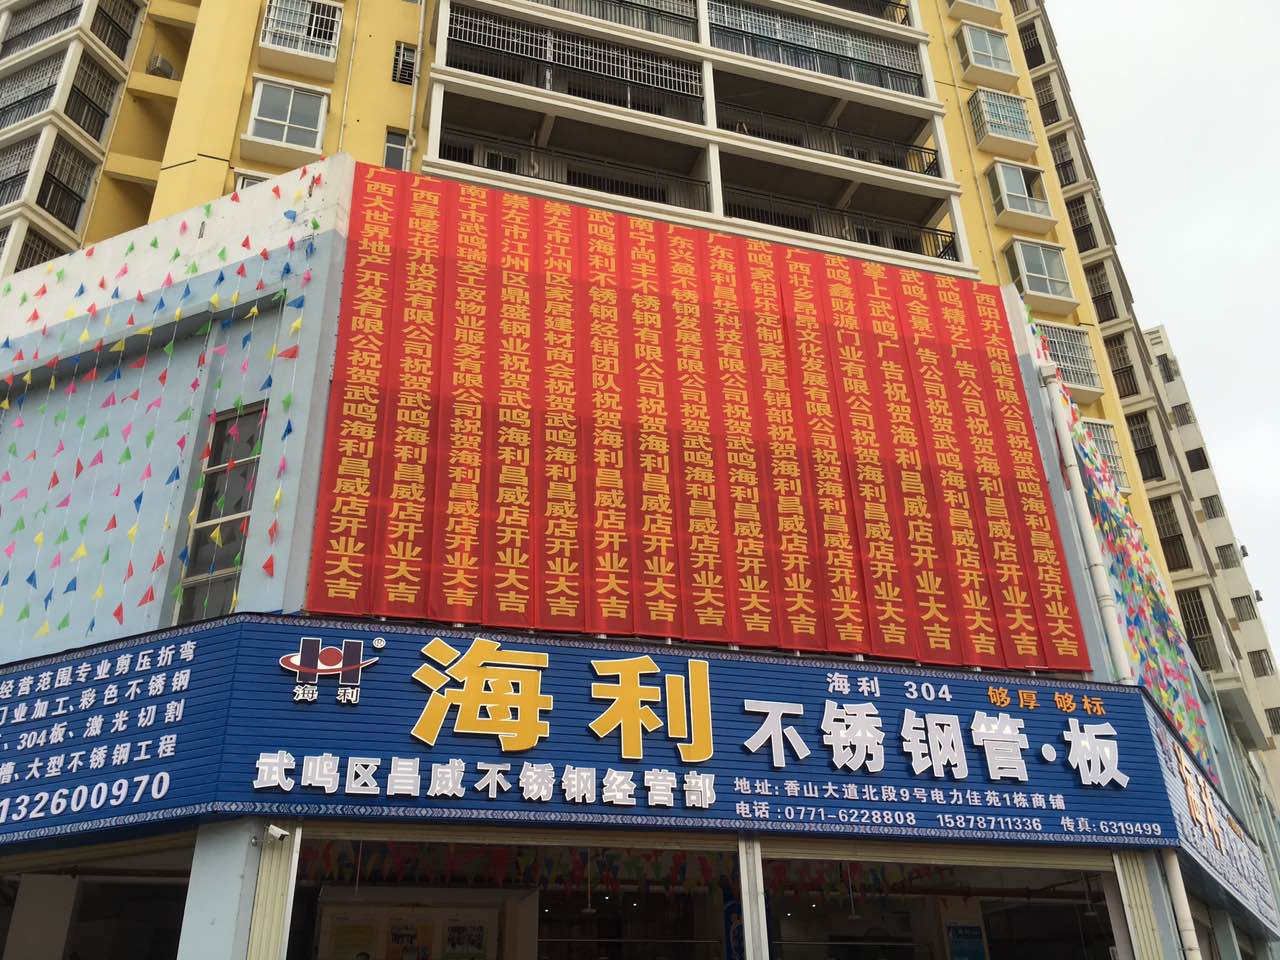 广西大世界地产开发有限公祝贺武鸣海利昌威店开业大吉
广西春暖花开投资有限公司祝贺武鸣海利昌威店开业大吉
南宁市武鸣瑞安工贸物业服务有限公司祝贺海利昌威店开业大吉
崇左市江州区鼎盛钢业祝贺武鸣海利昌威店开业大吉
崇左市江州区家居建材商会祝贺武鸣海利昌威店开业大吉
武鸣海利不锈钢经销团队祝贺海利昌威店开业大吉
南宁尚丰不锈钢有限公司祝贺海利昌威店开业大吉
广东兴鑫不锈钢发展有限公司祝贺武鸣海利昌威店开业大吉
广东海利昌华科技有限公司祝贺武鸣海利昌威店开业大吉
武鸣家铝乐定制家居直销部祝贺海利昌威店开业大吉
广西壮乡昂昂文化发展有限公司祝贺海利昌威店开业大吉
武鸣鑫财源门业有限公司祝贺海利昌威店开业大吉
掌上武鸣广告祝贺海利昌威店开业大吉
武鸣全景广告公司祝贺武鸣海利昌威店开业大吉
武鸣精艺广告公司祝贺海利昌威店开业大吉
西阳升太阳能有限公司祝贺武鸣海利昌威店开业大吉
经营范围专业剪压折弯
门业加工、彩色不锈钢
、304板、激光切割
槽、大型不锈钢工程
132600970
H®
海利
海利
海利 304 够厚 够标
不锈钢管·板
武鸣区昌威不锈钢经营部
地址:香山大道北段9号电力佳苑1栋商铺
电话:0771-6228808 15878711336 传真:6319499